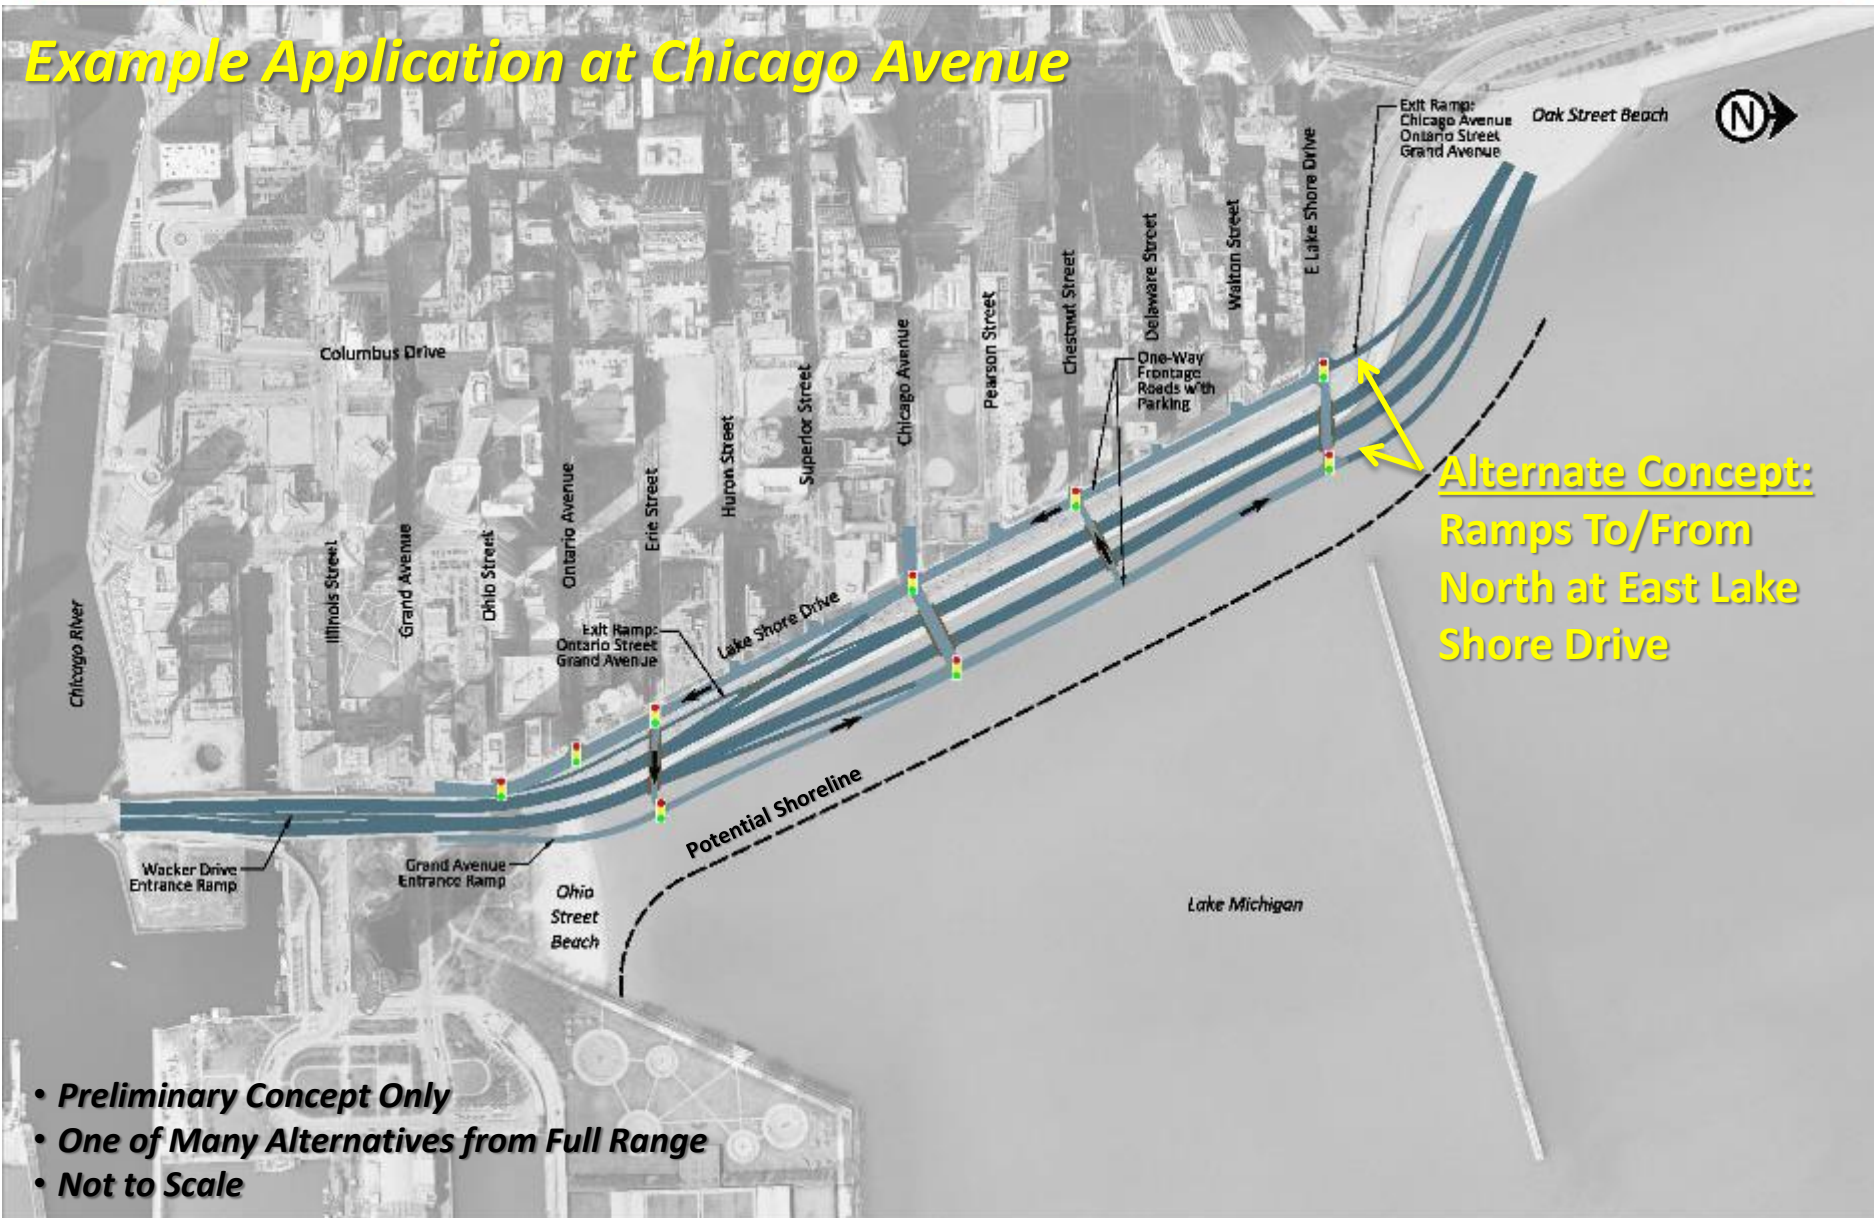 Example Application at Chicago Avenue
Exit Ramp:
Chicago Avenue
Ontario Street
Grand Avenue
Oak Street Beach
N
E Lake Shore Drive
Walton Street
Delaware Street
Chestnut Street
Pearson Street
Chicago Avenue
Superior Street
Huron Street
Erie Street
Ontario Avenue
Ohio Street
Grand Avenue
Illinois Street
Columbus Drive
Chicago River
One-Way
Frontage
Roads with
Parking
Alternate Concept:
Ramps To/From
North at East Lake
Shore Drive
Exit Ramp:
Ontario Street
Grand Avenue
Lake Shore Drive
Potential Shoreline
Wacker Drive
Entrance Ramp
Grand Avenue
Entrance Ramp
Ohio
Street
Beach
Lake Michigan
• Preliminary Concept Only
• One of Many Alternatives from Full Range
• Not to Scale